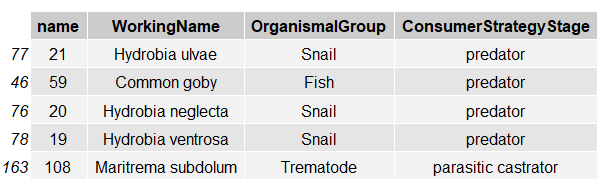 name WorkingName OrganismalGroup ConsumerStrategyStage
77 21 Hydrobia ulvae Snail predator
46 59 Common goby Fish predator
76 20 Hydrobia neglecta Snail predator
78 19 Hydrobia ventrosa Snail predator
163 108 Maritrema subdolum Trematode parasitic castrator